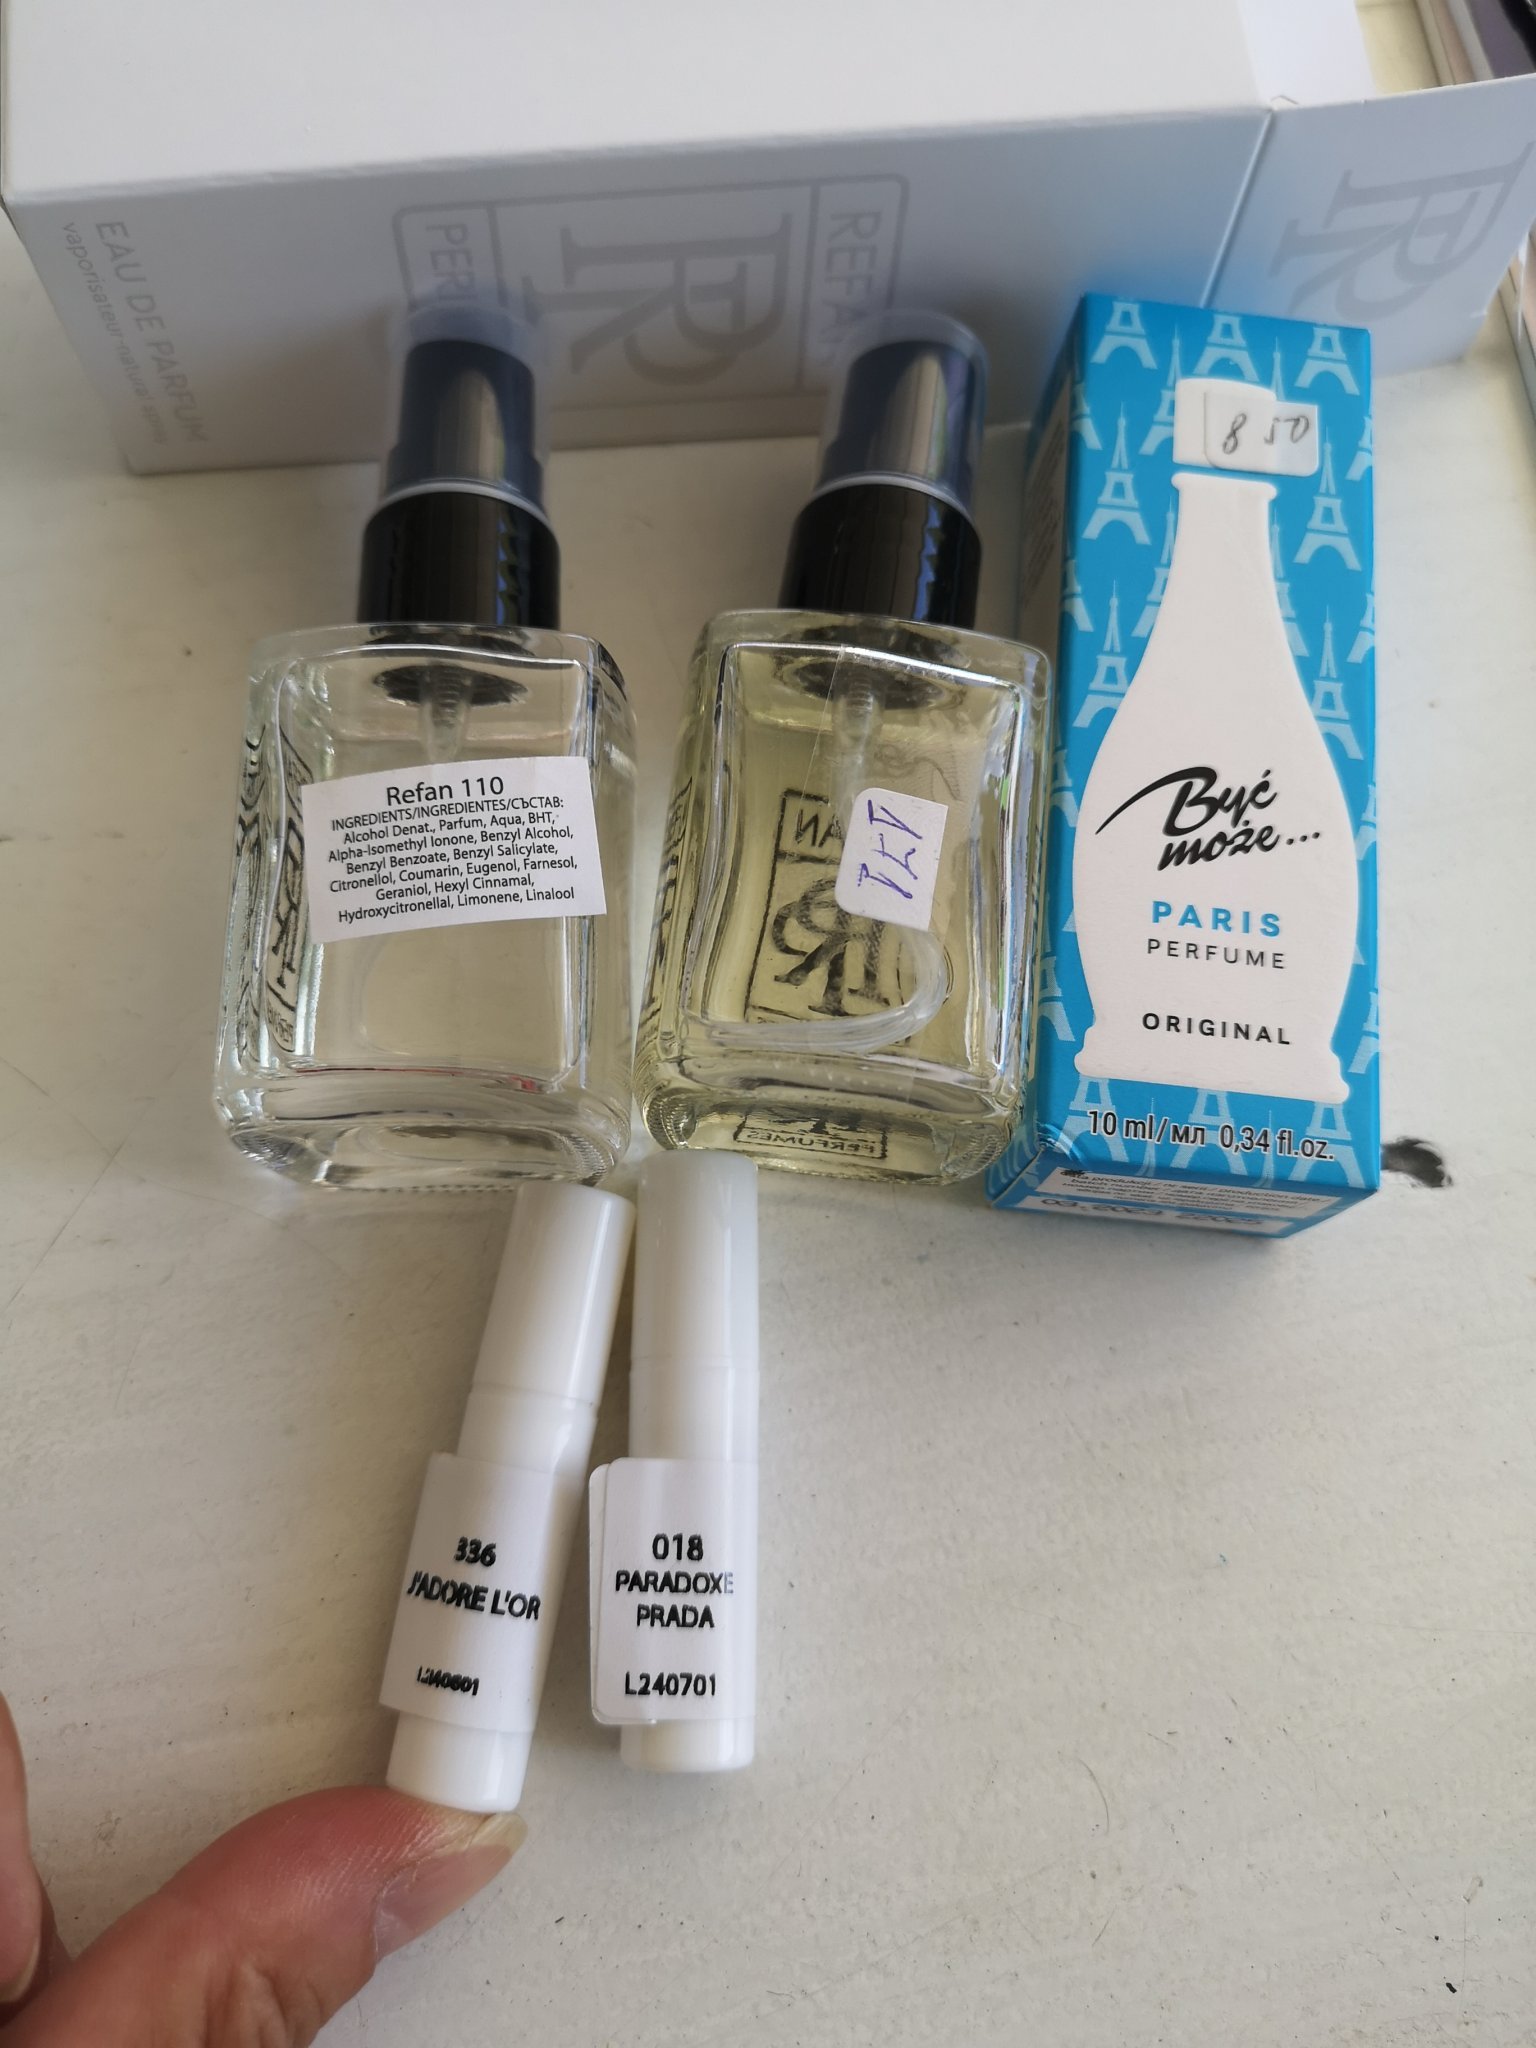 EAU DE PARFUM
vaporisateur-natural spray
REFAN
R
8 50
Refan 110
INGREDIENTS/INGREDIENTES/СЪСТАВ:
Alcohol Denat., Parfum, Aqua, BHT,
Alpha-Isomethyl Ionone, Benzyl Alcohol,
Benzyl Benzoate, Benzyl Salicylate,
Citronellol, Coumarin, Eugenol, Farnesol,
Geraniol, Hexyl Cinnamal,
Hydroxycitronellal, Limonene, Linalool
PERFUMES
Być
może...
PARIS
PERFUME
ORIGINAL
10 ml/мл 0,34 fl.oz.
336
J'ADORE L'OR
018
PARADOXE
PRADA
L240701